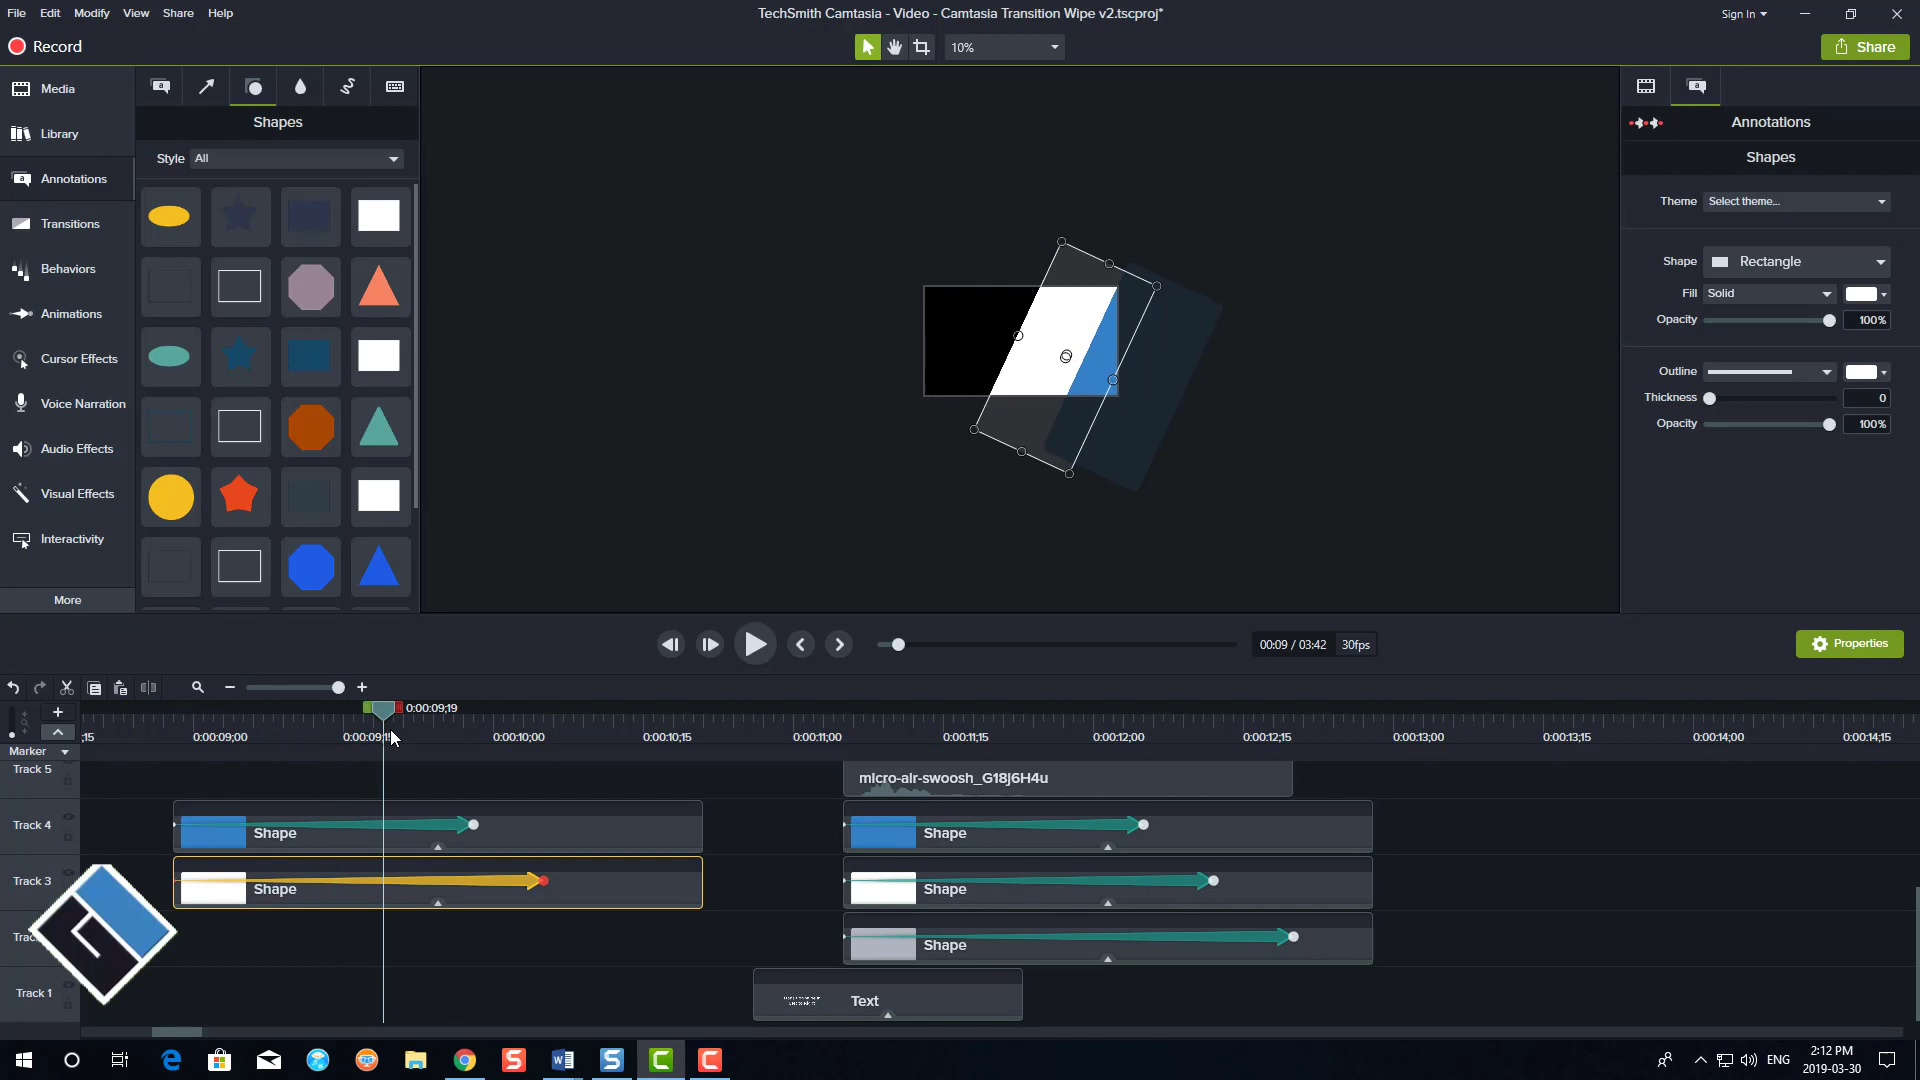 File Edit Modify View Share Help
TechSmith Camtasia - Video - Camtasia Transition Wipe v2.tscproj*
Sign In
Record
10%
Share
Media
Library
Annotations
Transitions
Behaviors
Animations
Cursor Effects
Voice Narration
Audio Effects
Visual Effects
Interactivity
More
Shapes
Style All
Annotations
Shapes
Theme Select theme...
Shape Rectangle
Fill Solid
Opacity 100%
Outline
Thickness 0
Opacity 100%
00:09 / 03:42 30fps
Properties
0:00:09;19
;15 0:00:09;00 0:00:09;15 0:00:10;00 0:00:10;15 0:00:11;00 0:00:11;15 0:00:12;00 0:00:12;15 0:00:13;00 0:00:13;15 0:00:14;00 0:00:14;15
Marker
Track 5 micro-air-swoosh_G18j6H4u
Track 4 Shape Shape
Track 3 Shape Shape
Shape
Track 1 Text
ENG
2:12 PM
2019-03-30